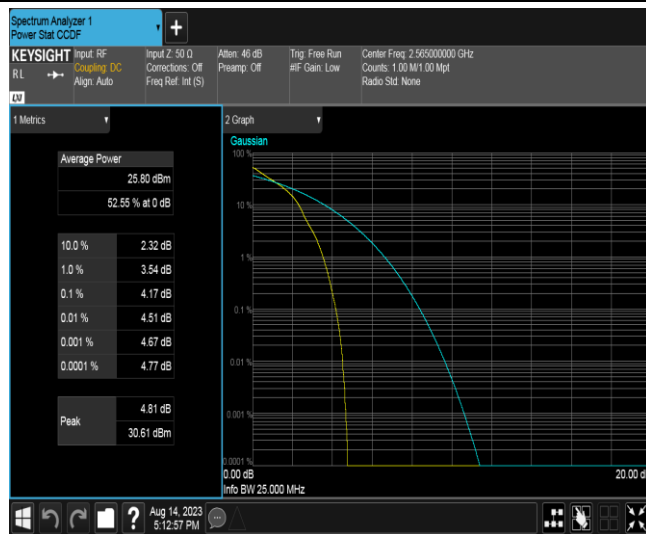 Spectrum Analyzer 1
Power Stat CCDF
+
KEYSIGHT
RL
Input: RF
Coupling: DC
Align: Auto
Input Z: 50 Ω
Corrections: Off
Freq Ref: Int (S)
Atten: 46 dB
Preamp: Off
Trig: Free Run
#IF Gain: Low
Center Freq: 2.565000000 GHz
Counts: 1.00 M/1.00 Mpt
Radio Std: None
1 Metrics
Average Power
25.80 dBm
52.55 % at 0 dB
10.0 % 2.32 dB
1.0 % 3.54 dB
0.1 % 4.17 dB
0.01 % 4.51 dB
0.001 % 4.67 dB
0.0001 % 4.77 dB
Peak
4.81 dB
30.61 dBm
2 Graph
Gaussian
100 %
10 %
1 %
0.1 %
0.01 %
0.001 %
0.0001 %
0.00 dB
20.00 d
Info BW 25.000 MHz
?
Aug 14, 2023
5:12:57 PM